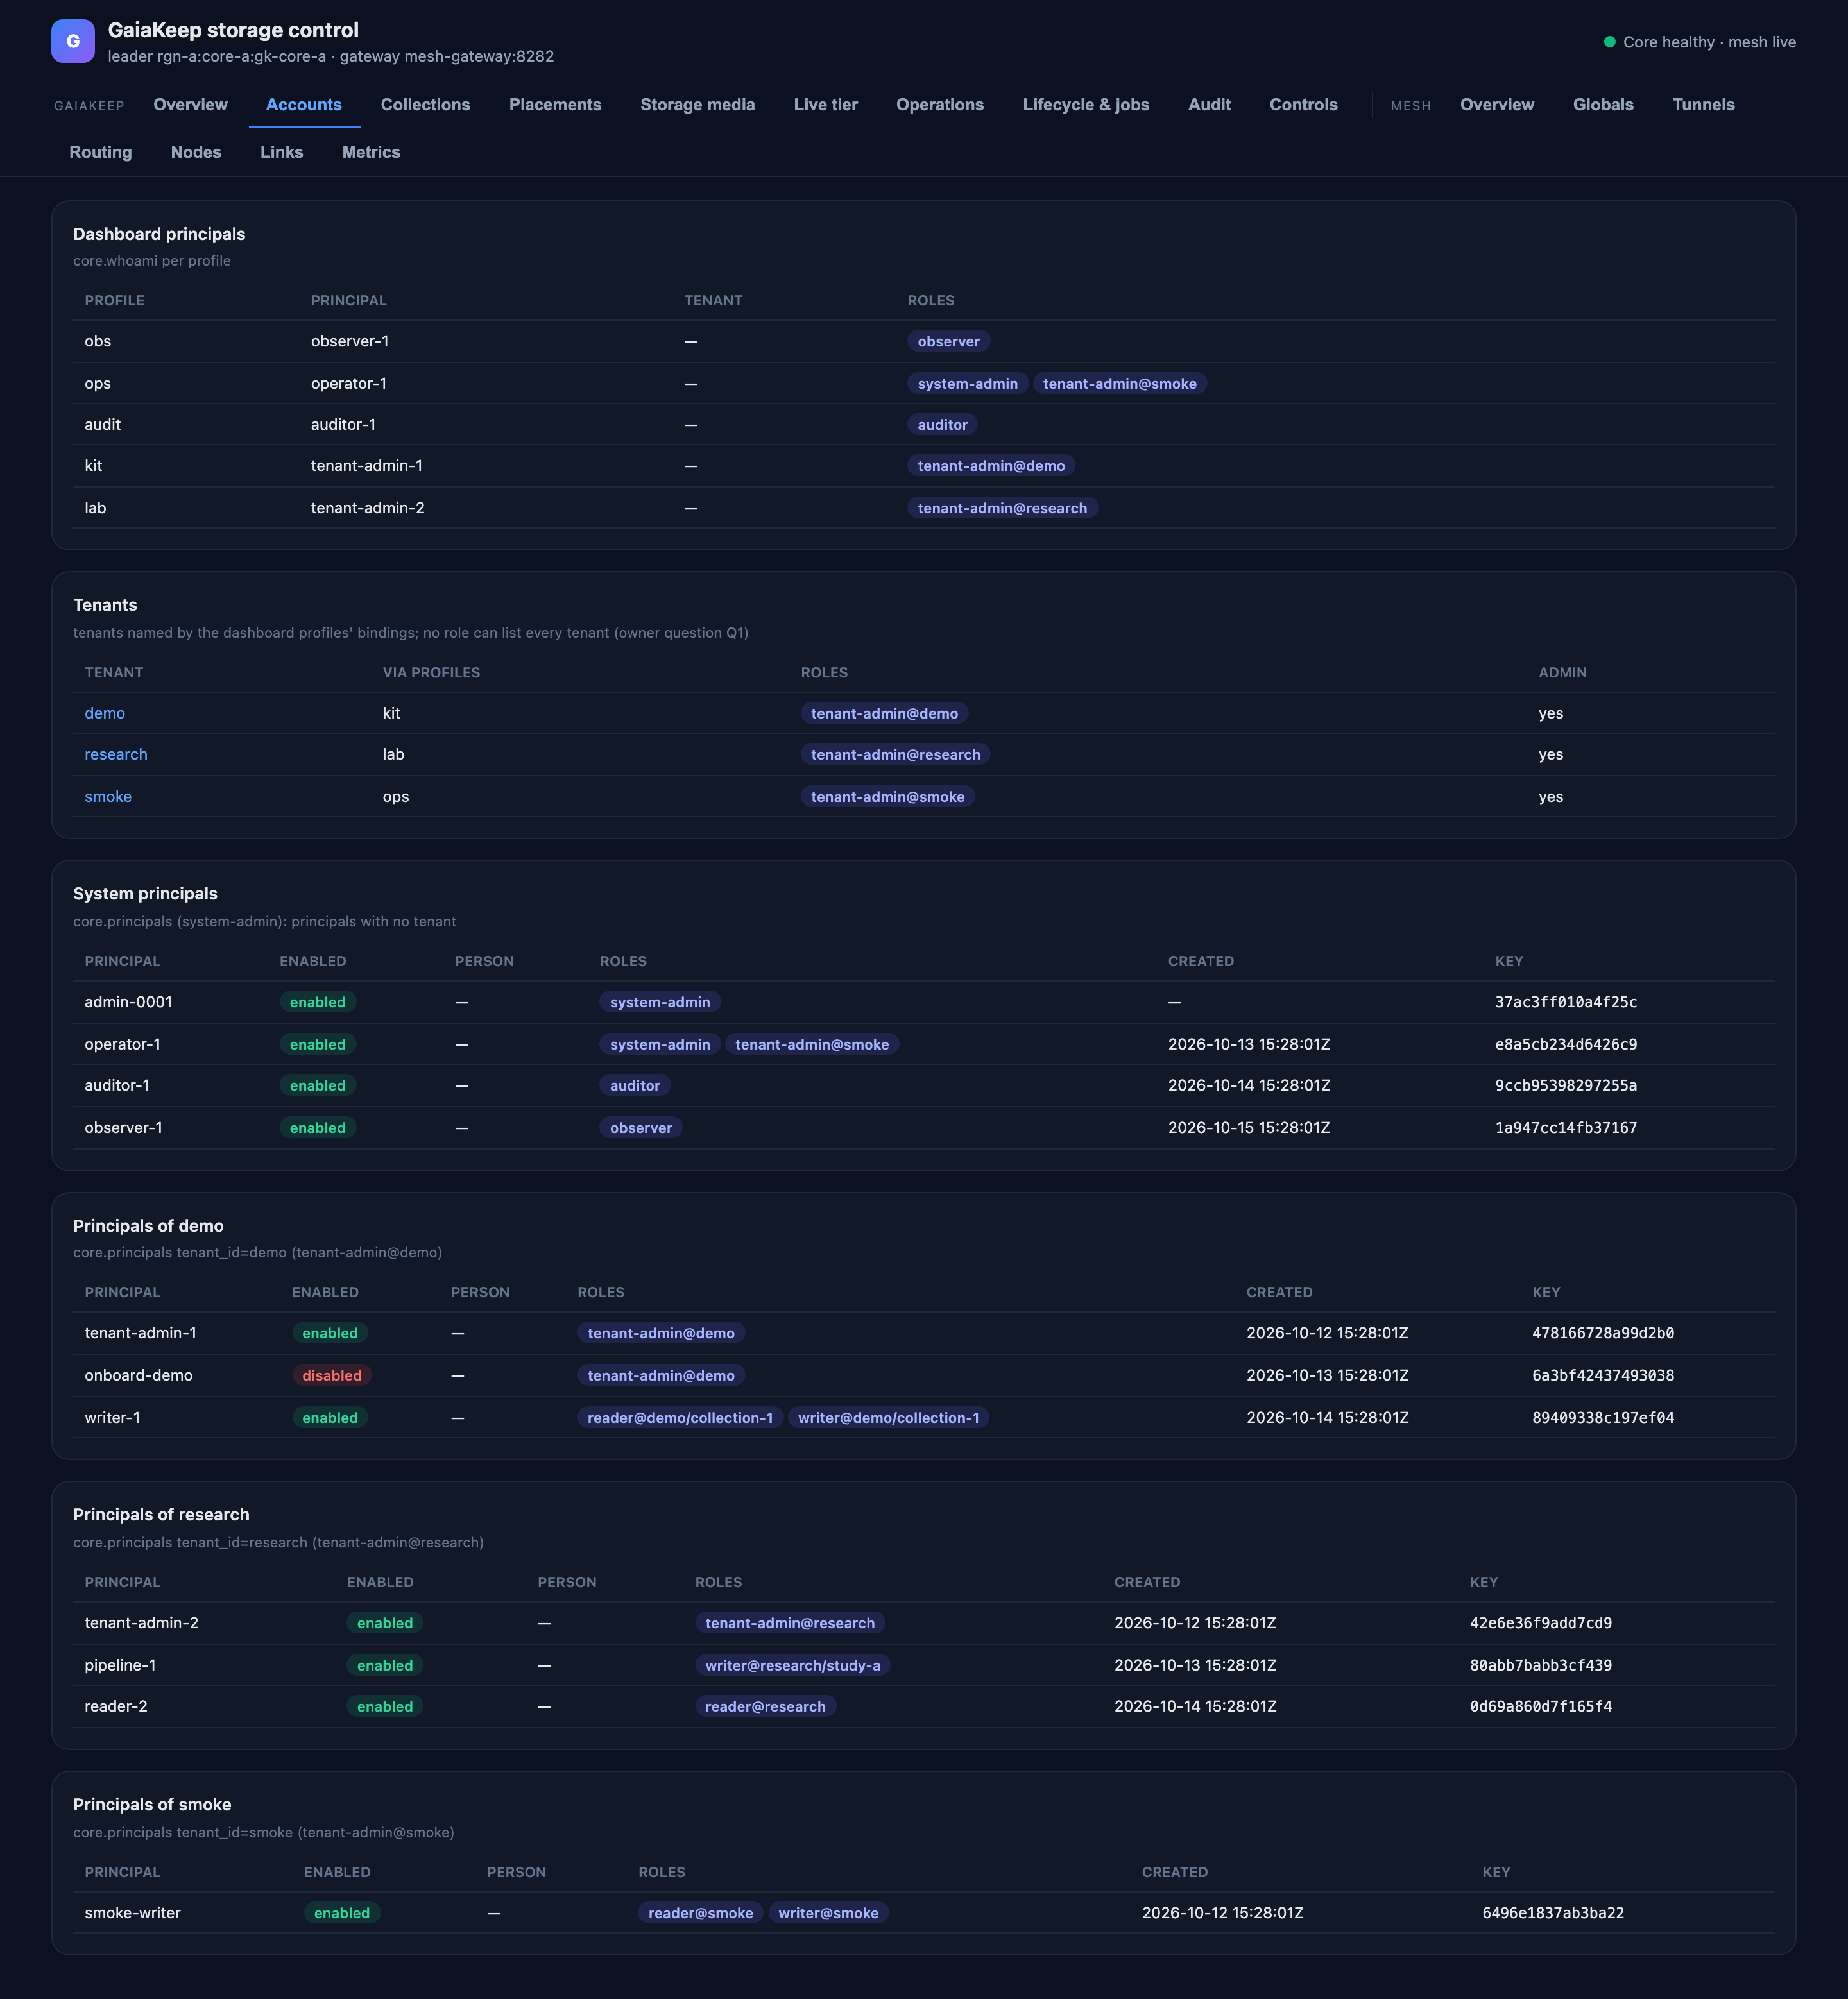 G
GaiaKeep storage control
leader rgn-a:core-a:gk-core-a · gateway mesh-gateway:8282
Core healthy · mesh live
GAIAKEEP Overview Accounts Collections Placements Storage media Live tier Operations Lifecycle & jobs Audit Controls MESH Overview Globals Tunnels
Routing Nodes Links Metrics
Dashboard principals
core.whoami per profile
PROFILE PRINCIPAL TENANT ROLES
obs observer-1 — observer
ops operator-1 — system-admin tenant-admin@smoke
audit auditor-1 — auditor
kit tenant-admin-1 — tenant-admin@demo
lab tenant-admin-2 — tenant-admin@research
Tenants
tenants named by the dashboard profiles' bindings; no role can list every tenant (owner question Q1)
TENANT VIA PROFILES ROLES ADMIN
demo kit tenant-admin@demo yes
research lab tenant-admin@research yes
smoke ops tenant-admin@smoke yes
System principals
core.principals (system-admin): principals with no tenant
PRINCIPAL ENABLED PERSON ROLES CREATED KEY
admin-0001 enabled — system-admin — 37ac3ff010a4f25c
operator-1 enabled — system-admin tenant-admin@smoke 2026-10-13 15:28:01Z e8a5cb234d6426c9
auditor-1 enabled — auditor 2026-10-14 15:28:01Z 9ccb95398297255a
observer-1 enabled — observer 2026-10-15 15:28:01Z 1a947cc14fb37167
Principals of demo
core.principals tenant_id=demo (tenant-admin@demo)
PRINCIPAL ENABLED PERSON ROLES CREATED KEY
tenant-admin-1 enabled — tenant-admin@demo 2026-10-12 15:28:01Z 478166728a99d2b0
onboard-demo disabled — tenant-admin@demo 2026-10-13 15:28:01Z 6a3bf42437493038
writer-1 enabled — reader@demo/collection-1 writer@demo/collection-1 2026-10-14 15:28:01Z 89409338c197ef04
Principals of research
core.principals tenant_id=research (tenant-admin@research)
PRINCIPAL ENABLED PERSON ROLES CREATED KEY
tenant-admin-2 enabled — tenant-admin@research 2026-10-12 15:28:01Z 42e6e36f9add7cd9
pipeline-1 enabled — writer@research/study-a 2026-10-13 15:28:01Z 80abb7babb3cf439
reader-2 enabled — reader@research 2026-10-14 15:28:01Z 0d69a860d7f165f4
Principals of smoke
core.principals tenant_id=smoke (tenant-admin@smoke)
PRINCIPAL ENABLED PERSON ROLES CREATED KEY
smoke-writer enabled — reader@smoke writer@smoke 2026-10-12 15:28:01Z 6496e1837ab3ba22